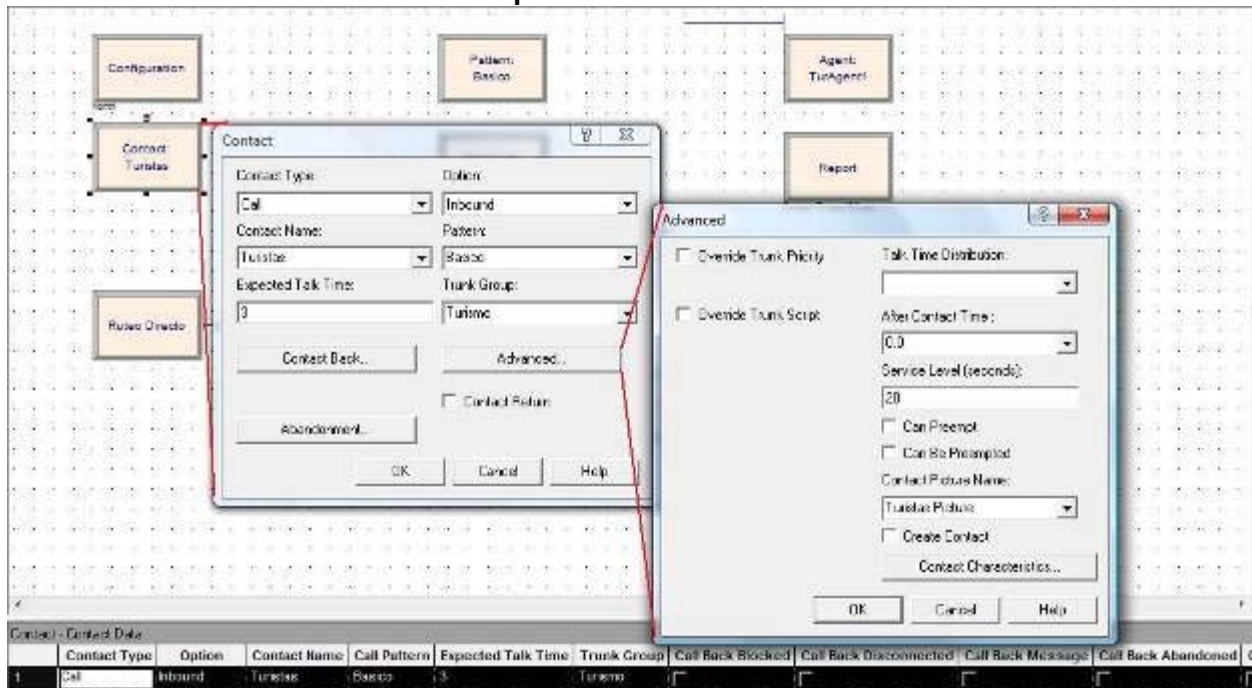 Configuration
Pattern:
Basico
Agent:
TurAgent1
Contact:
Turistas
Report
Ruteo Directo
Contact
Contact Type:
Option:
Call
Inbound
Contact Name:
Pattern:
Turistas
Basico
Expected Talk Time:
Trunk Group:
3
Turismo
Contact Back...
Advanced...
Contact Return
Abandonment...
OK
Cancel
Help
Advanced
Override Trunk Priority
Talk Time Distribution:
Override Trunk Script
After Contact Time :
0.0
Service Level (seconds):
20
Can Preempt
Can Be Preempted
Contact Picture Name:
Turistas Picture
Create Contact
Contact Characteristics...
OK
Cancel
Help
Contact - Contact Data
Contact Type Option Contact Name Call Pattern Expected Talk Time Trunk Group Call Back Blocked Call Back Disconnected Call Back Message Call Back Abandoned
1 Call Inbound Turistas Basico 3 Turismo